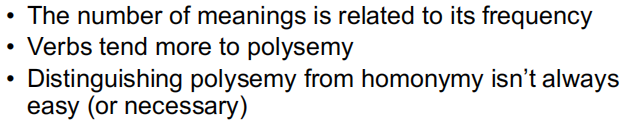 • The number of meanings is related to its frequency
• Verbs tend more to polysemy
• Distinguishing polysemy from homonymy isn’t always
easy (or necessary)